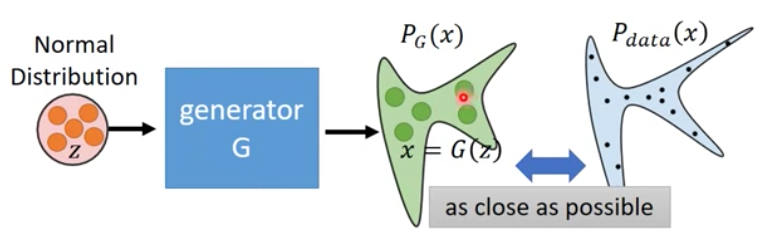 Normal
Distribution
z
generator
G
P_G(x)
x = G(z)
P_data(x)
as close as possible